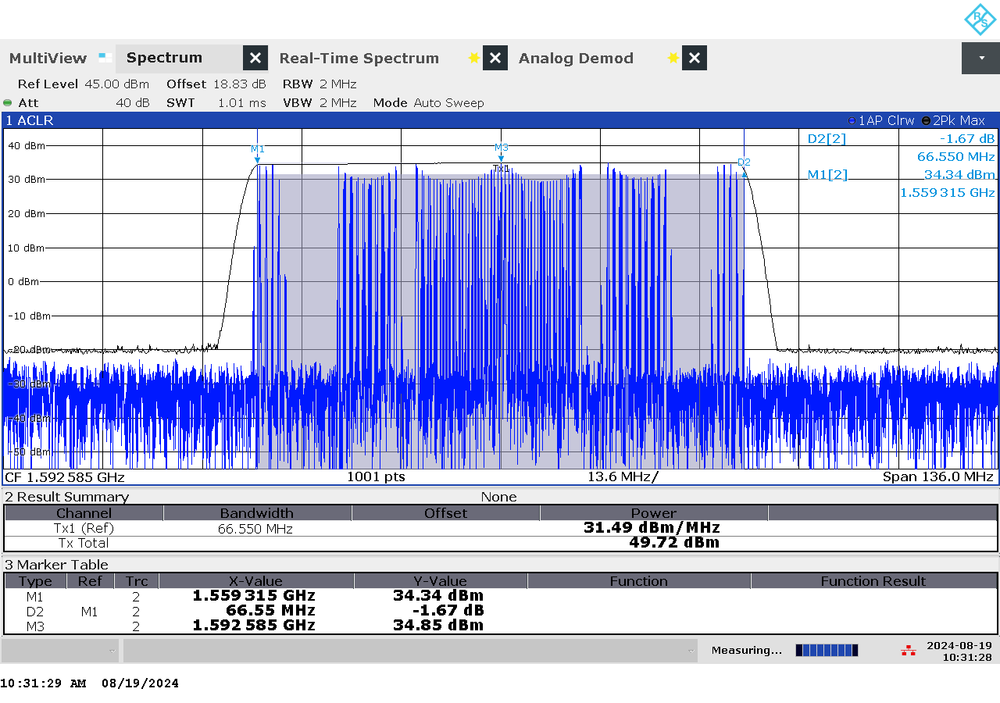 R S
MultiView Spectrum Real-Time Spectrum Analog Demod
Ref Level 45.00 dBm Offset 18.83 dB RBW 2 MHz
Att 40 dB SWT 1.01 ms VBW 2 MHz Mode Auto Sweep
1 ACLR 1AP Clrw 2Pk Max
D2[2] -1.67 dB
66.550 MHz
M1[2] 34.34 dBm
1.559 315 GHz
M1 M3 D2
Tx1
40 dBm
30 dBm
20 dBm
10 dBm
0 dBm
-10 dBm
-20 dBm
-30 dBm
-40 dBm
-50 dBm
CF 1.592 585 GHz 1001 pts 13.6 MHz/ Span 136.0 MHz
2 Result Summary None
Channel Bandwidth Offset Power
Tx1 (Ref) 66.550 MHz 31.49 dBm/MHz
Tx Total 49.72 dBm
3 Marker Table
Type Ref Trc X-Value Y-Value Function Function Result
M1 2 1.559 315 GHz 34.34 dBm
D2 M1 2 66.55 MHz -1.67 dB
M3 2 1.592 585 GHz 34.85 dBm
Measuring... 2024-08-19
10:31:28
10:31:29 AM 08/19/2024